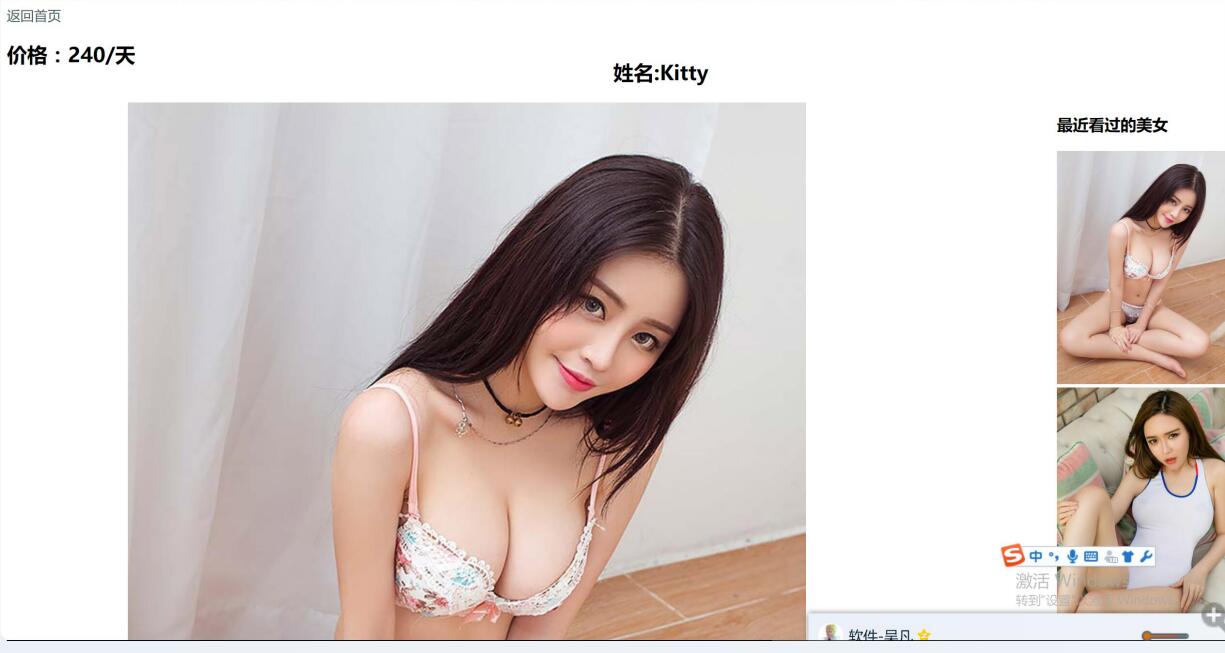 返回首页
价格：240/天
姓名:Kitty
最近看过的美女
中
激活 Windows
转到"设置"以激活 Windows
软件-吴凡